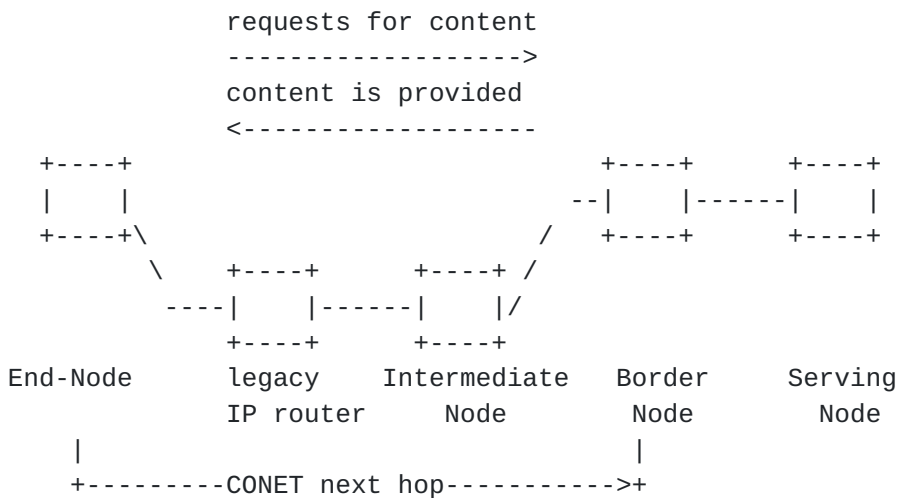 requests for content
------------------->
content is provided
<-------------------
+----+ +----+ +----+
| | --| |------| |
+----+\ / +----+ +----+
\ +----+ +----+ /
----| |------| |/
+----+ +----+
End-Node legacy Intermediate Border Serving
IP router Node Node Node
| |
+---------CONET next hop----------->+